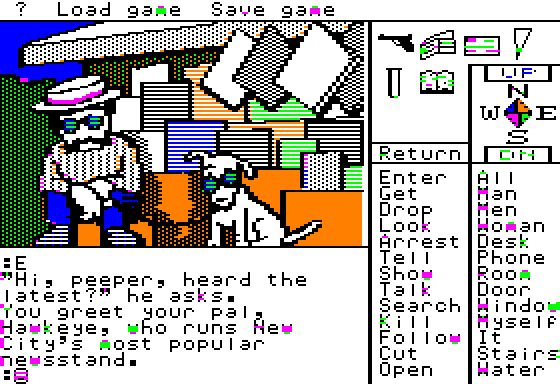 ? Load game Save game
UP
N
W E
S
DN
Return
Enter All
Get Man
Drop Men
Look Woman
Arrest Desk
Tell Phone
Show Room
Talk Door
Search Window
Kill Myself
Follow It
Cut Stairs
Open Water
:E
"Hi, peeper, heard the
latest?" he asks.
You greet your pal,
Hawkeye, who runs New
City's most popular
newsstand.
:@